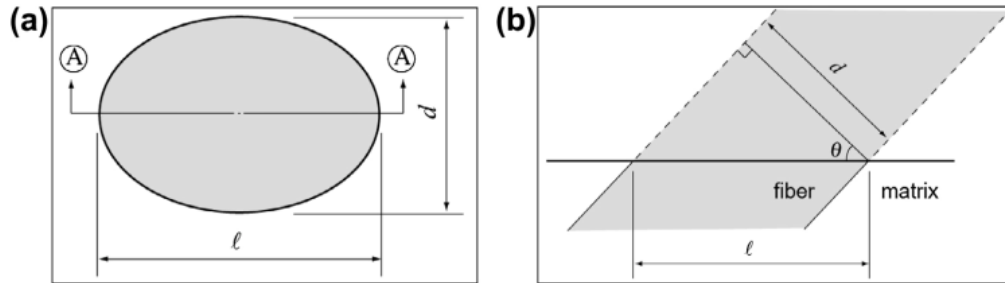 (a)
Ⓐ Ⓐ
d
ℓ
(b)
d
θ
fiber matrix
ℓ